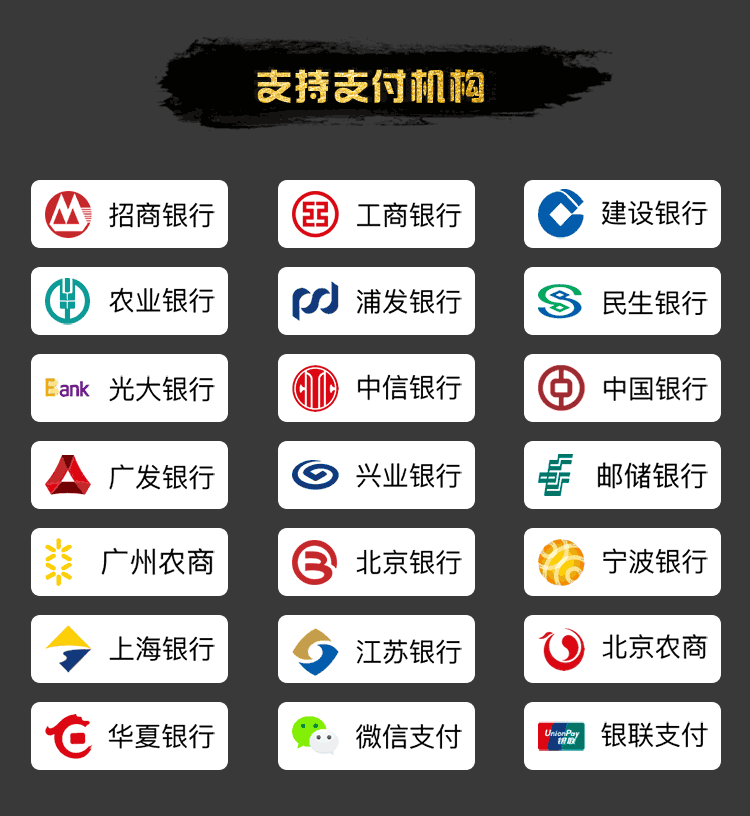 支持支付机构
招商银行
工商银行
建设银行
农业银行
浦发银行
民生银行
Bank
光大银行
中信银行
中国银行
广发银行
兴业银行
邮储银行
广州农商
北京银行
宁波银行
上海银行
江苏银行
北京农商
华夏银行
微信支付
UnionPay
银联
银联支付